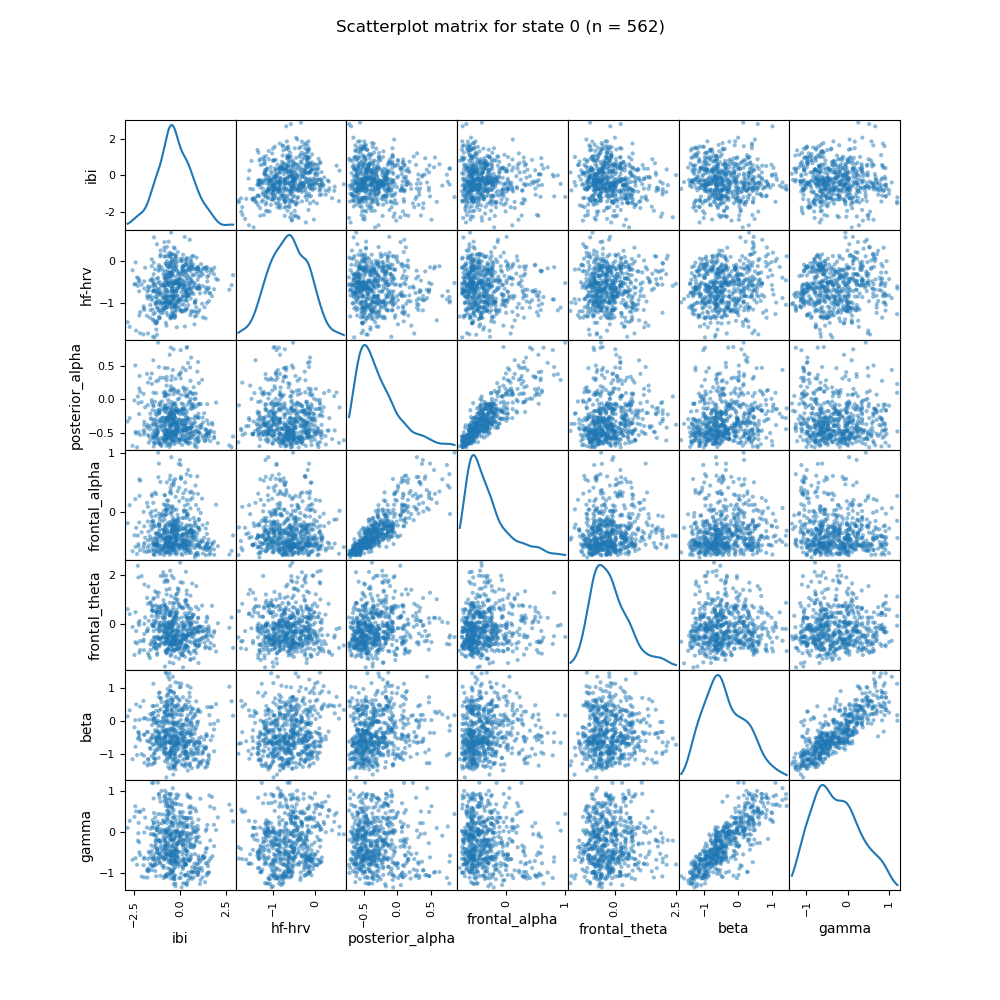 Scatterplot matrix for state 0 (n = 562)
ibi
2
0
−2
hf-hrv
0
−1
posterior_alpha
0.5
0.0
−0.5
frontal_alpha
1
0
frontal_theta
2
0
beta
1
0
−1
gamma
1
0
−1
−2.5 0.0 2.5 −1 0 −0.5 0.0 0.5 0 1 0.0 2.5 −1 0 1 −1 0 1
ibi hf-hrv posterior_alpha frontal_alpha frontal_theta beta gamma